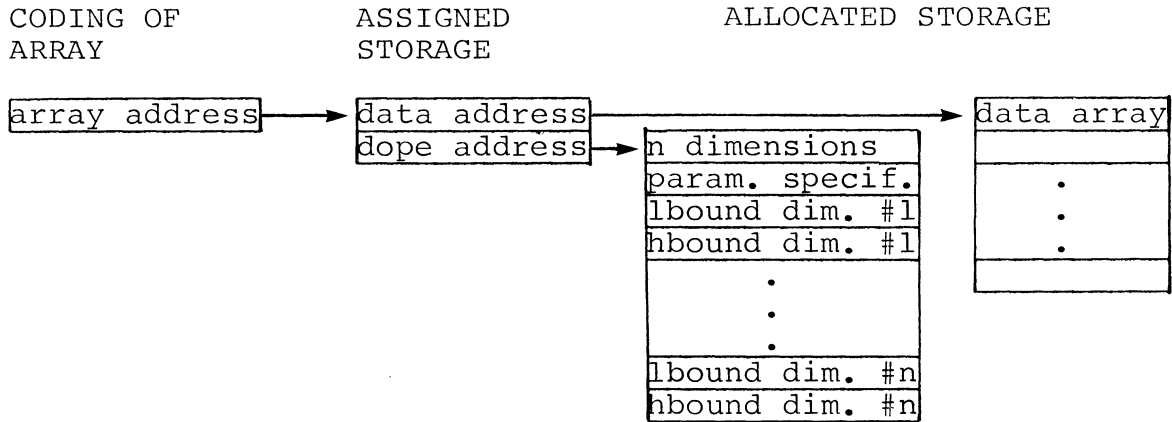 CODING OF ARRAY
ASSIGNED STORAGE
ALLOCATED STORAGE
array address
data address
dope address
n dimensions
param. specif.
lbound dim. #1
hbound dim. #1
.
.
.
lbound dim. #n
hbound dim. #n
data array
.
.
.